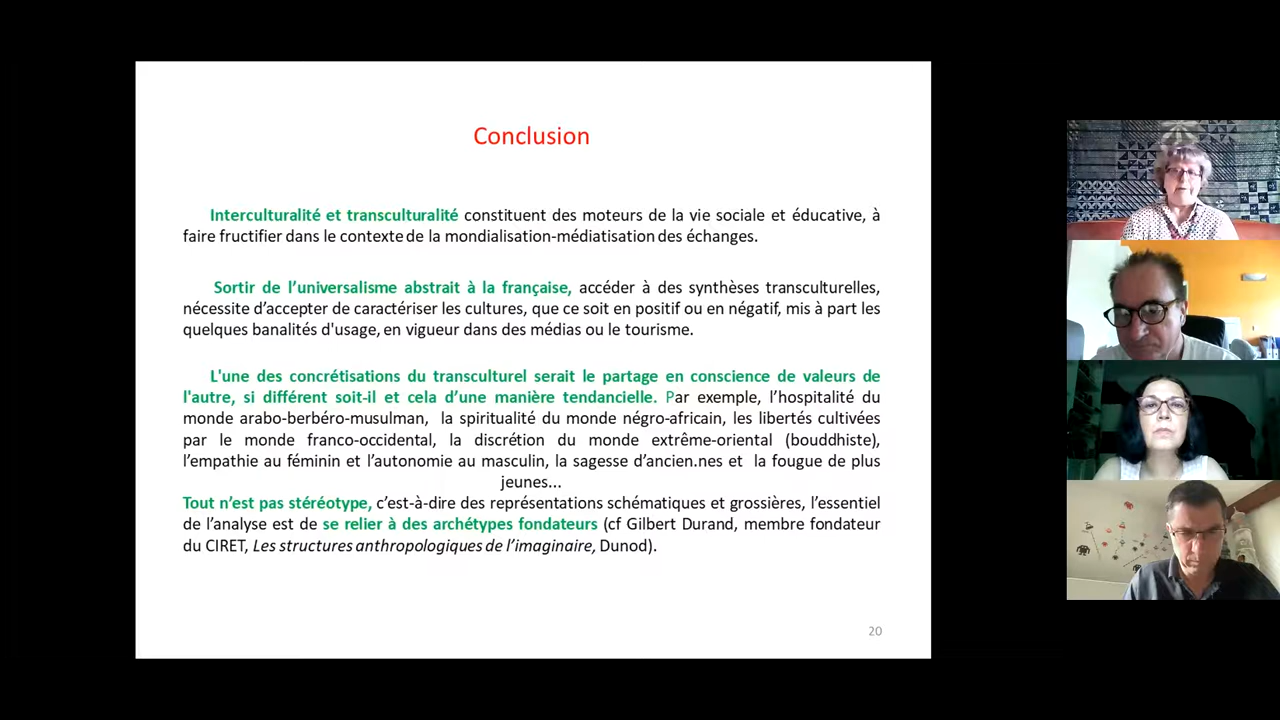 Conclusion
Interculturalité et transculturalité constituent des moteurs de la vie sociale et éducative, à
faire fructifier dans le contexte de la mondialisation-médiatisation des échanges.
Sortir de l’universalisme abstrait à la française, accéder à des synthèses transculturelles,
nécessite d’accepter de caractériser les cultures, que ce soit en positif ou en négatif, mis à part les
quelques banalités d'usage, en vigueur dans des médias ou le tourisme.
L'une des concrétisations du transculturel serait le partage en conscience de valeurs de
l'autre, si différent soit-il et cela d’une manière tendancielle. Par exemple, l’hospitalité du
monde arabo-berbéro-musulman, la spiritualité du monde négro-africain, les libertés cultivées
par le monde franco-occidental, la discrétion du monde extrême-oriental (bouddhiste),
l’empathie au féminin et l’autonomie au masculin, la sagesse d’ancien.nes et la fougue de plus
jeunes...
Tout n’est pas stéréotype, c’est-à-dire des représentations schématiques et grossières, l’essentiel
de l’analyse est de se relier à des archétypes fondateurs (cf Gilbert Durand, membre fondateur
du CIRET, Les structures anthropologiques de l’imaginaire, Dunod).
20